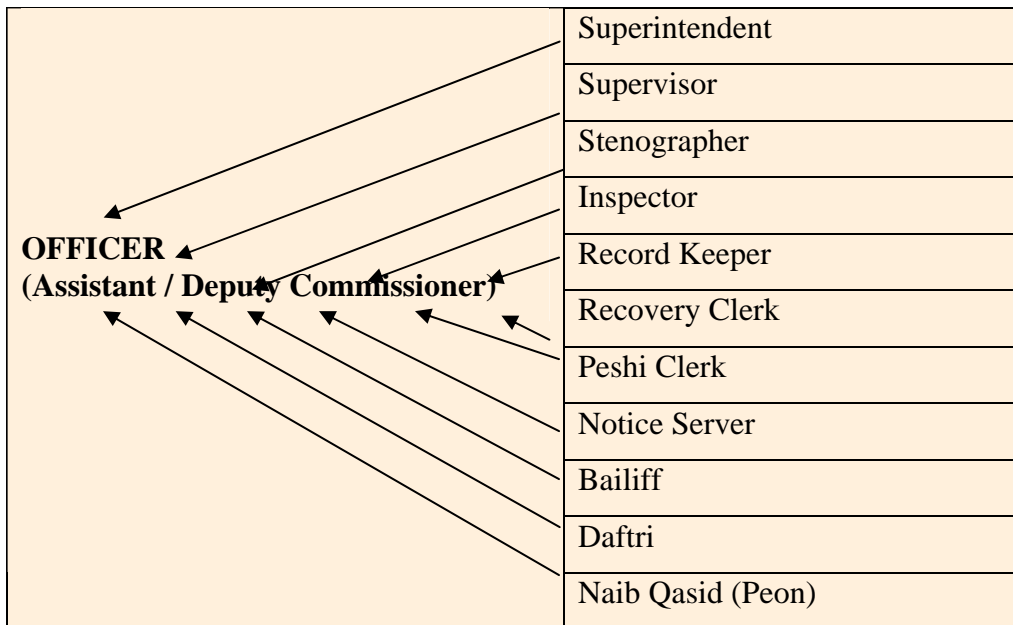 OFFICER
(Assistant / Deputy Commissioner)
Superintendent
Supervisor
Stenographer
Inspector
Record Keeper
Recovery Clerk
Peshi Clerk
Notice Server
Bailiff
Daftri
Naib Qasid (Peon)